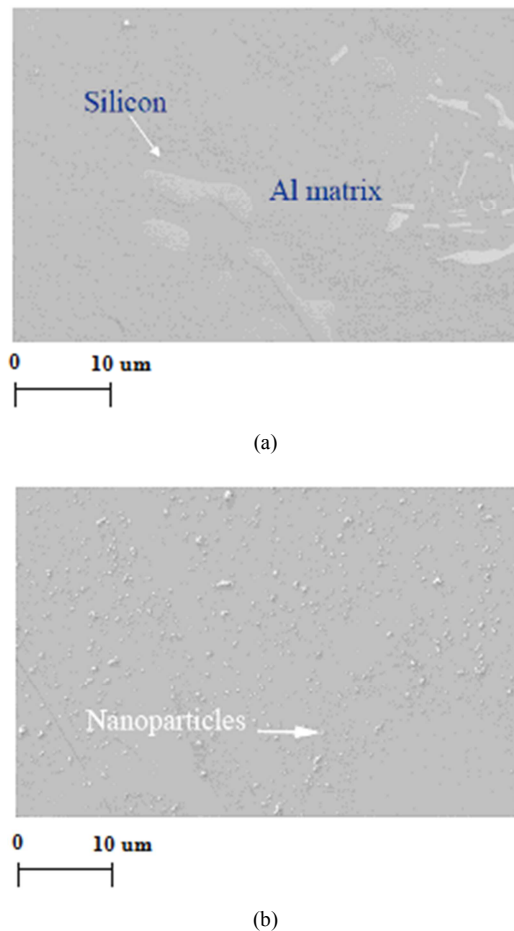 Silicon
Al matrix
0 10 um
(a)
Nanoparticles
0 10 um
(b)